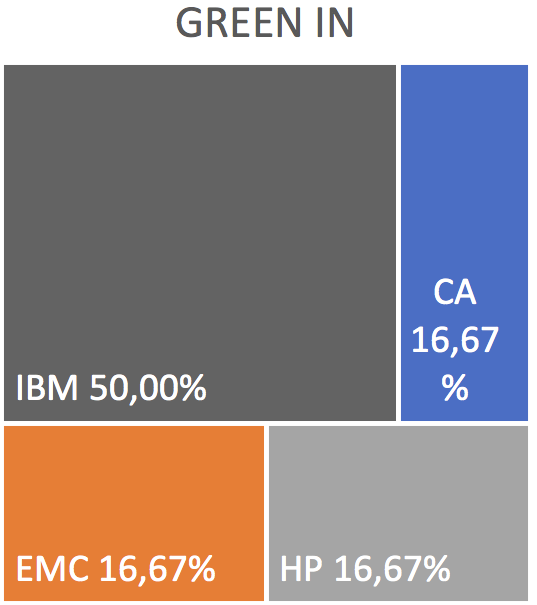 GREEN IN
CA
16,67
%
IBM 50,00%
EMC 16,67%
HP 16,67%